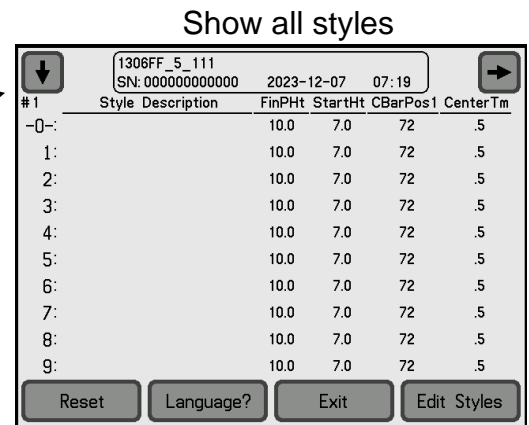 Show all styles
1306FF_5_111
SN: 000000000000 2023-12-07 07:19
#1 Style Description FinPHt StartHt CBarPos1 CenterTm
-0-: 10.0 7.0 72 .5
1: 10.0 7.0 72 .5
2: 10.0 7.0 72 .5
3: 10.0 7.0 72 .5
4: 10.0 7.0 72 .5
5: 10.0 7.0 72 .5
6: 10.0 7.0 72 .5
7: 10.0 7.0 72 .5
8: 10.0 7.0 72 .5
9: 10.0 7.0 72 .5
Reset Language? Exit Edit Styles